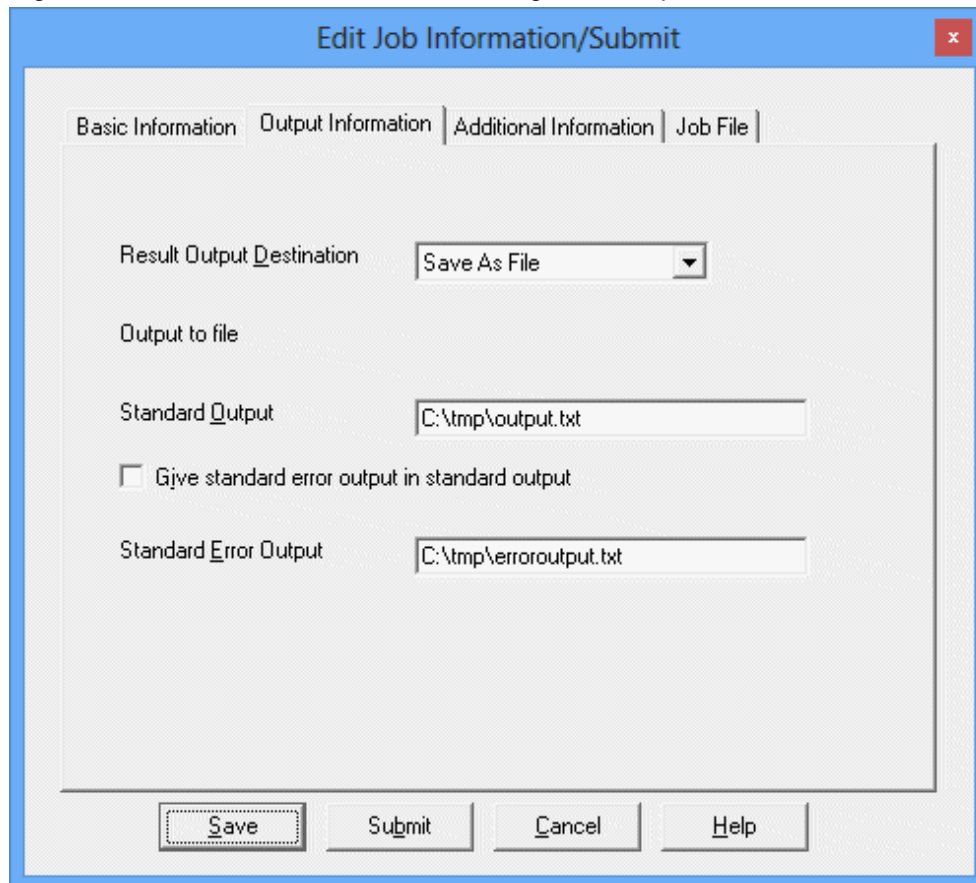 Edit Job Information/Submit
x
Basic Information
Output Information
Additional Information
Job File
Result Output Destination
Save As File
Output to file
Standard Output
C:\tmp\output.txt
Give standard error output in standard output
Standard Error Output
C:\tmp\erroroutput.txt
Save
Submit
Cancel
Help